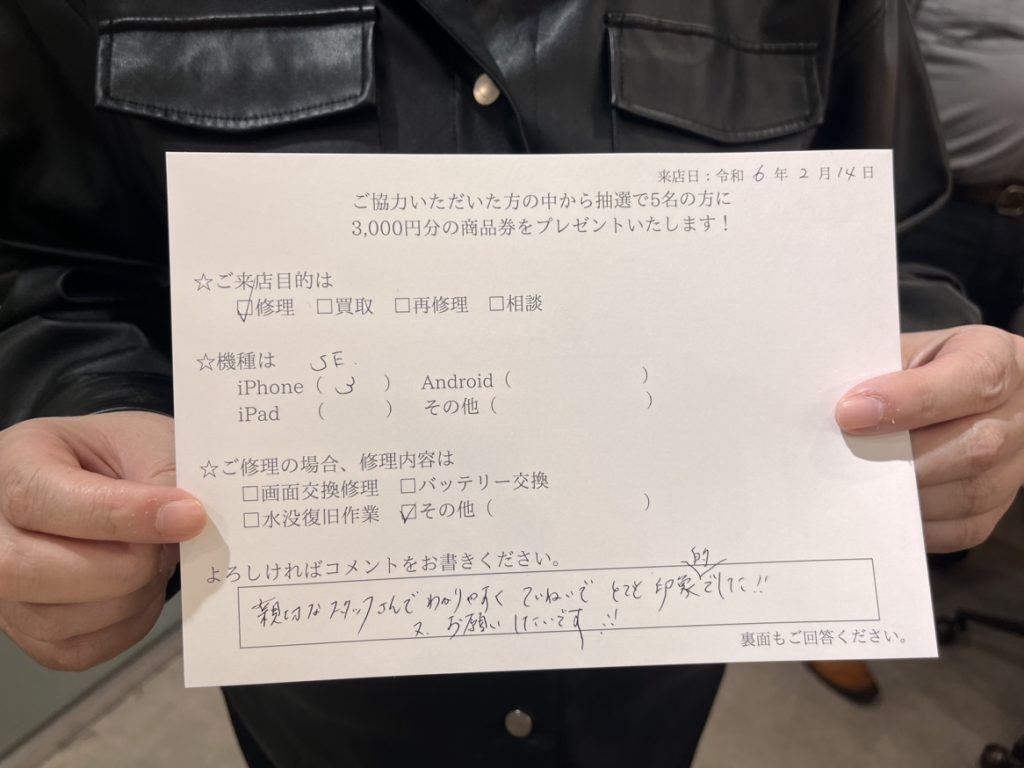 来店日：令和 6 年 2 月 14 日
ご協力いただいた方の中から抽選で5名の方に
3,000円分の商品券をプレゼントいたします！
☆ご来店目的は
☑修理 □買取 □再修理 □相談
☆機種は SE.
iPhone（ 3 ） Android（ ）
iPad （ ） その他（ ）
☆ご修理の場合、修理内容は
□画面交換修理 □バッテリー交換
□水没復旧作業 ☑その他（ ）
よろしければコメントをお書きください。
親切なスタッフさんで わかりやすく ていねいで とても 印象的でした!!
又、お願いしたいです!!
裏面もご回答ください。